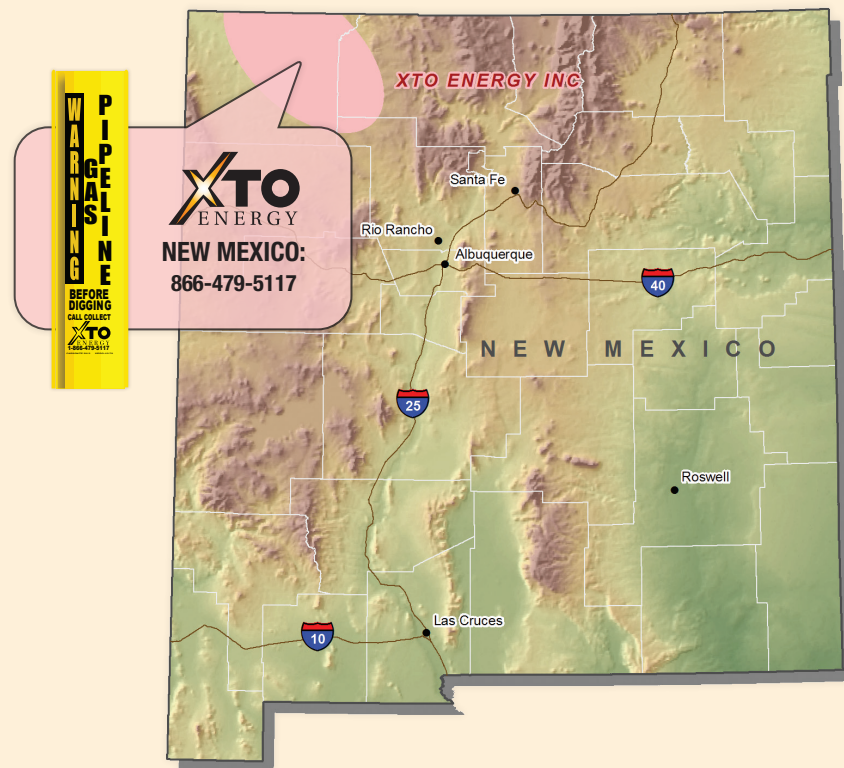 XTO ENERGY INC
WARNING
GAS
PIPELINE
BEFORE
DIGGING
CALL COLLECT
XTO
ENERGY
1-866-479-5117
XTO
ENERGY
NEW MEXICO:
866-479-5117
Santa Fe
Rio Rancho
Albuquerque
40
NEW MEXICO
25
Roswell
Las Cruces
10